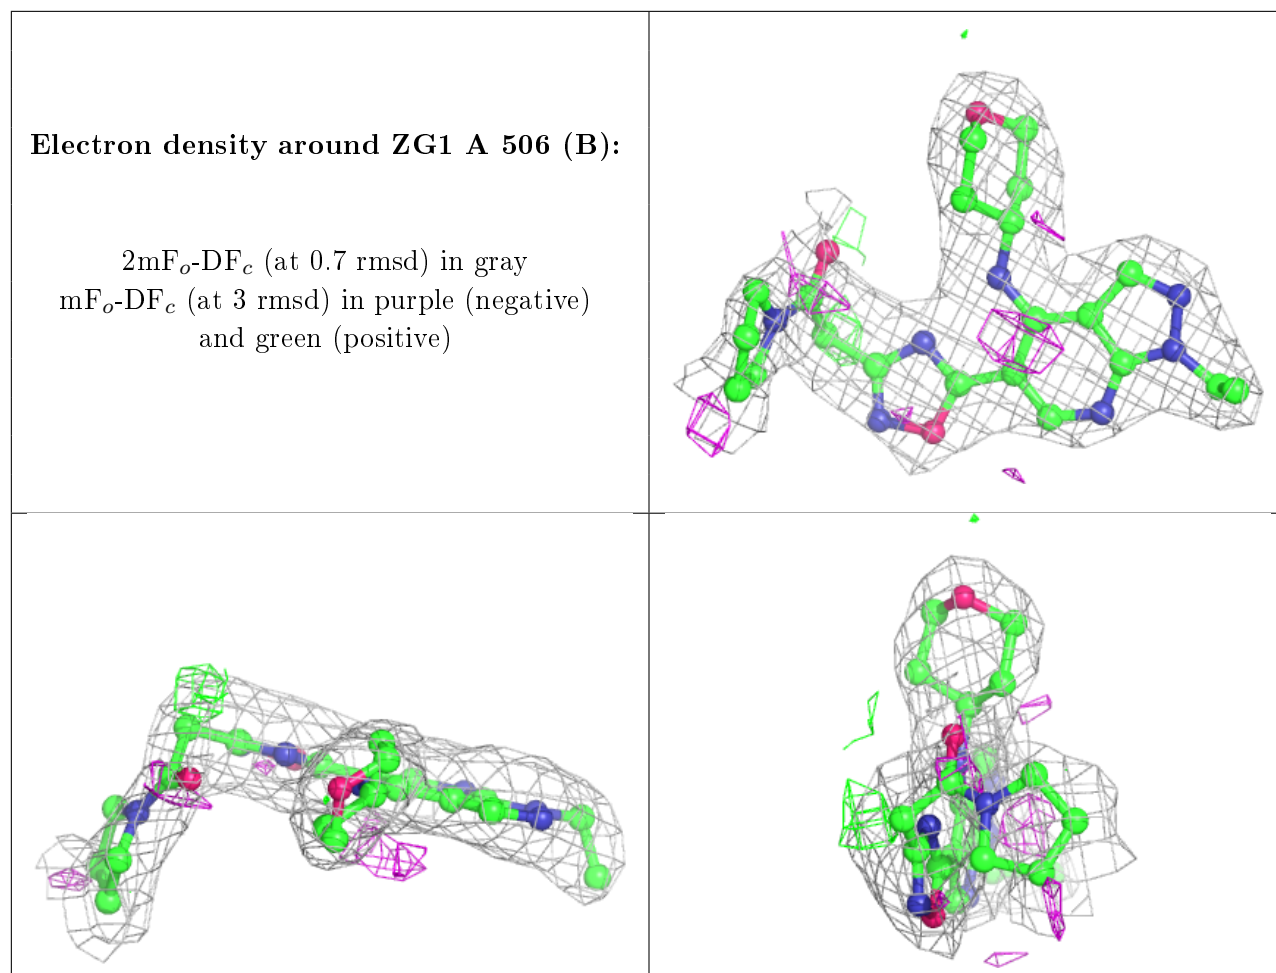 Electron density around ZG1 A 506 (B):
2mFo-DFc (at 0.7 rmsd) in gray
mFo-DFc (at 3 rmsd) in purple (negative)
and green (positive)